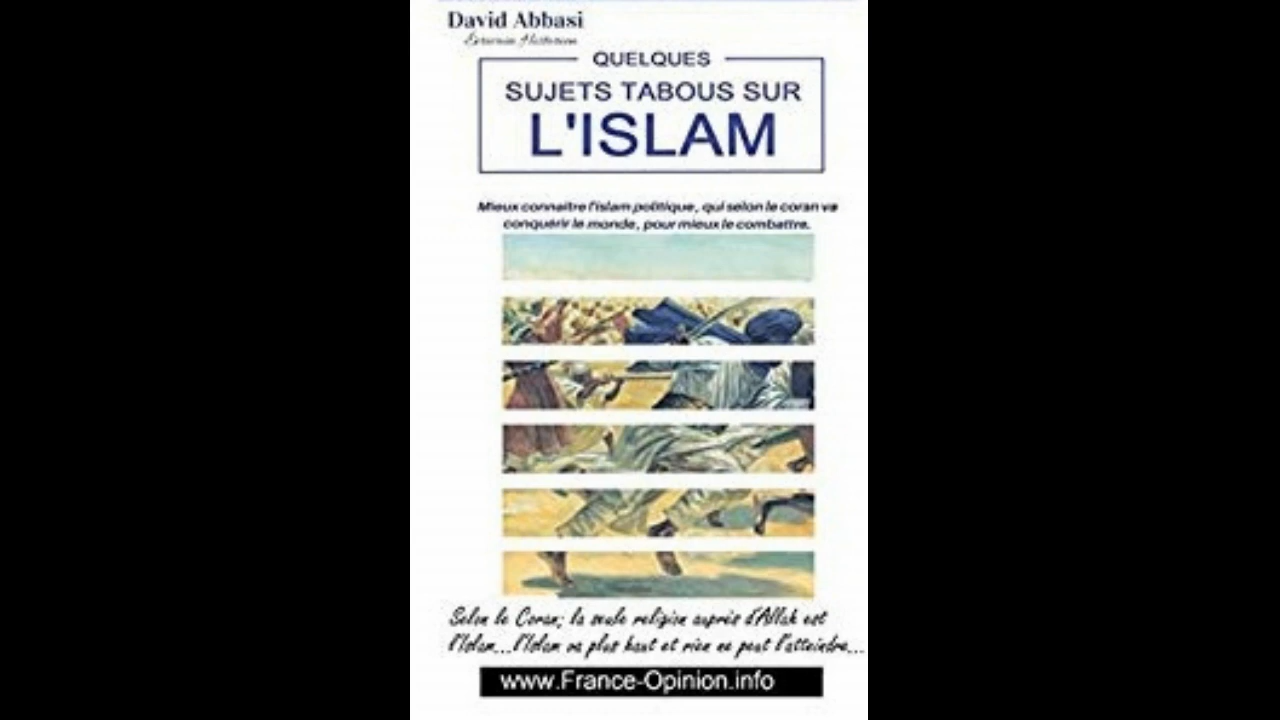 David Abbasi
Écrivain Historien
QUELQUES
SUJETS TABOUS SUR
L'ISLAM
Mieux connaître l'islam politique, qui selon le coran va
conquérir le monde, pour mieux le combattre.
Selon le Coran; la seule religion auprès d'Allah est
l'Islam...l'Islam va plus haut et rien ne peut l'atteindre...
www.France-Opinion.info